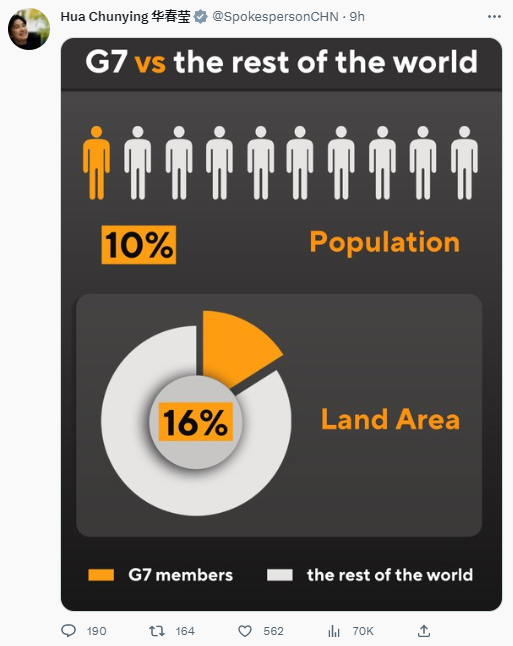 Hua Chunying 华春莹 @SpokespersonCHN · 9h
G7 vs the rest of the world
10% Population
16% Land Area
G7 members the rest of the world
190 164 562 70K